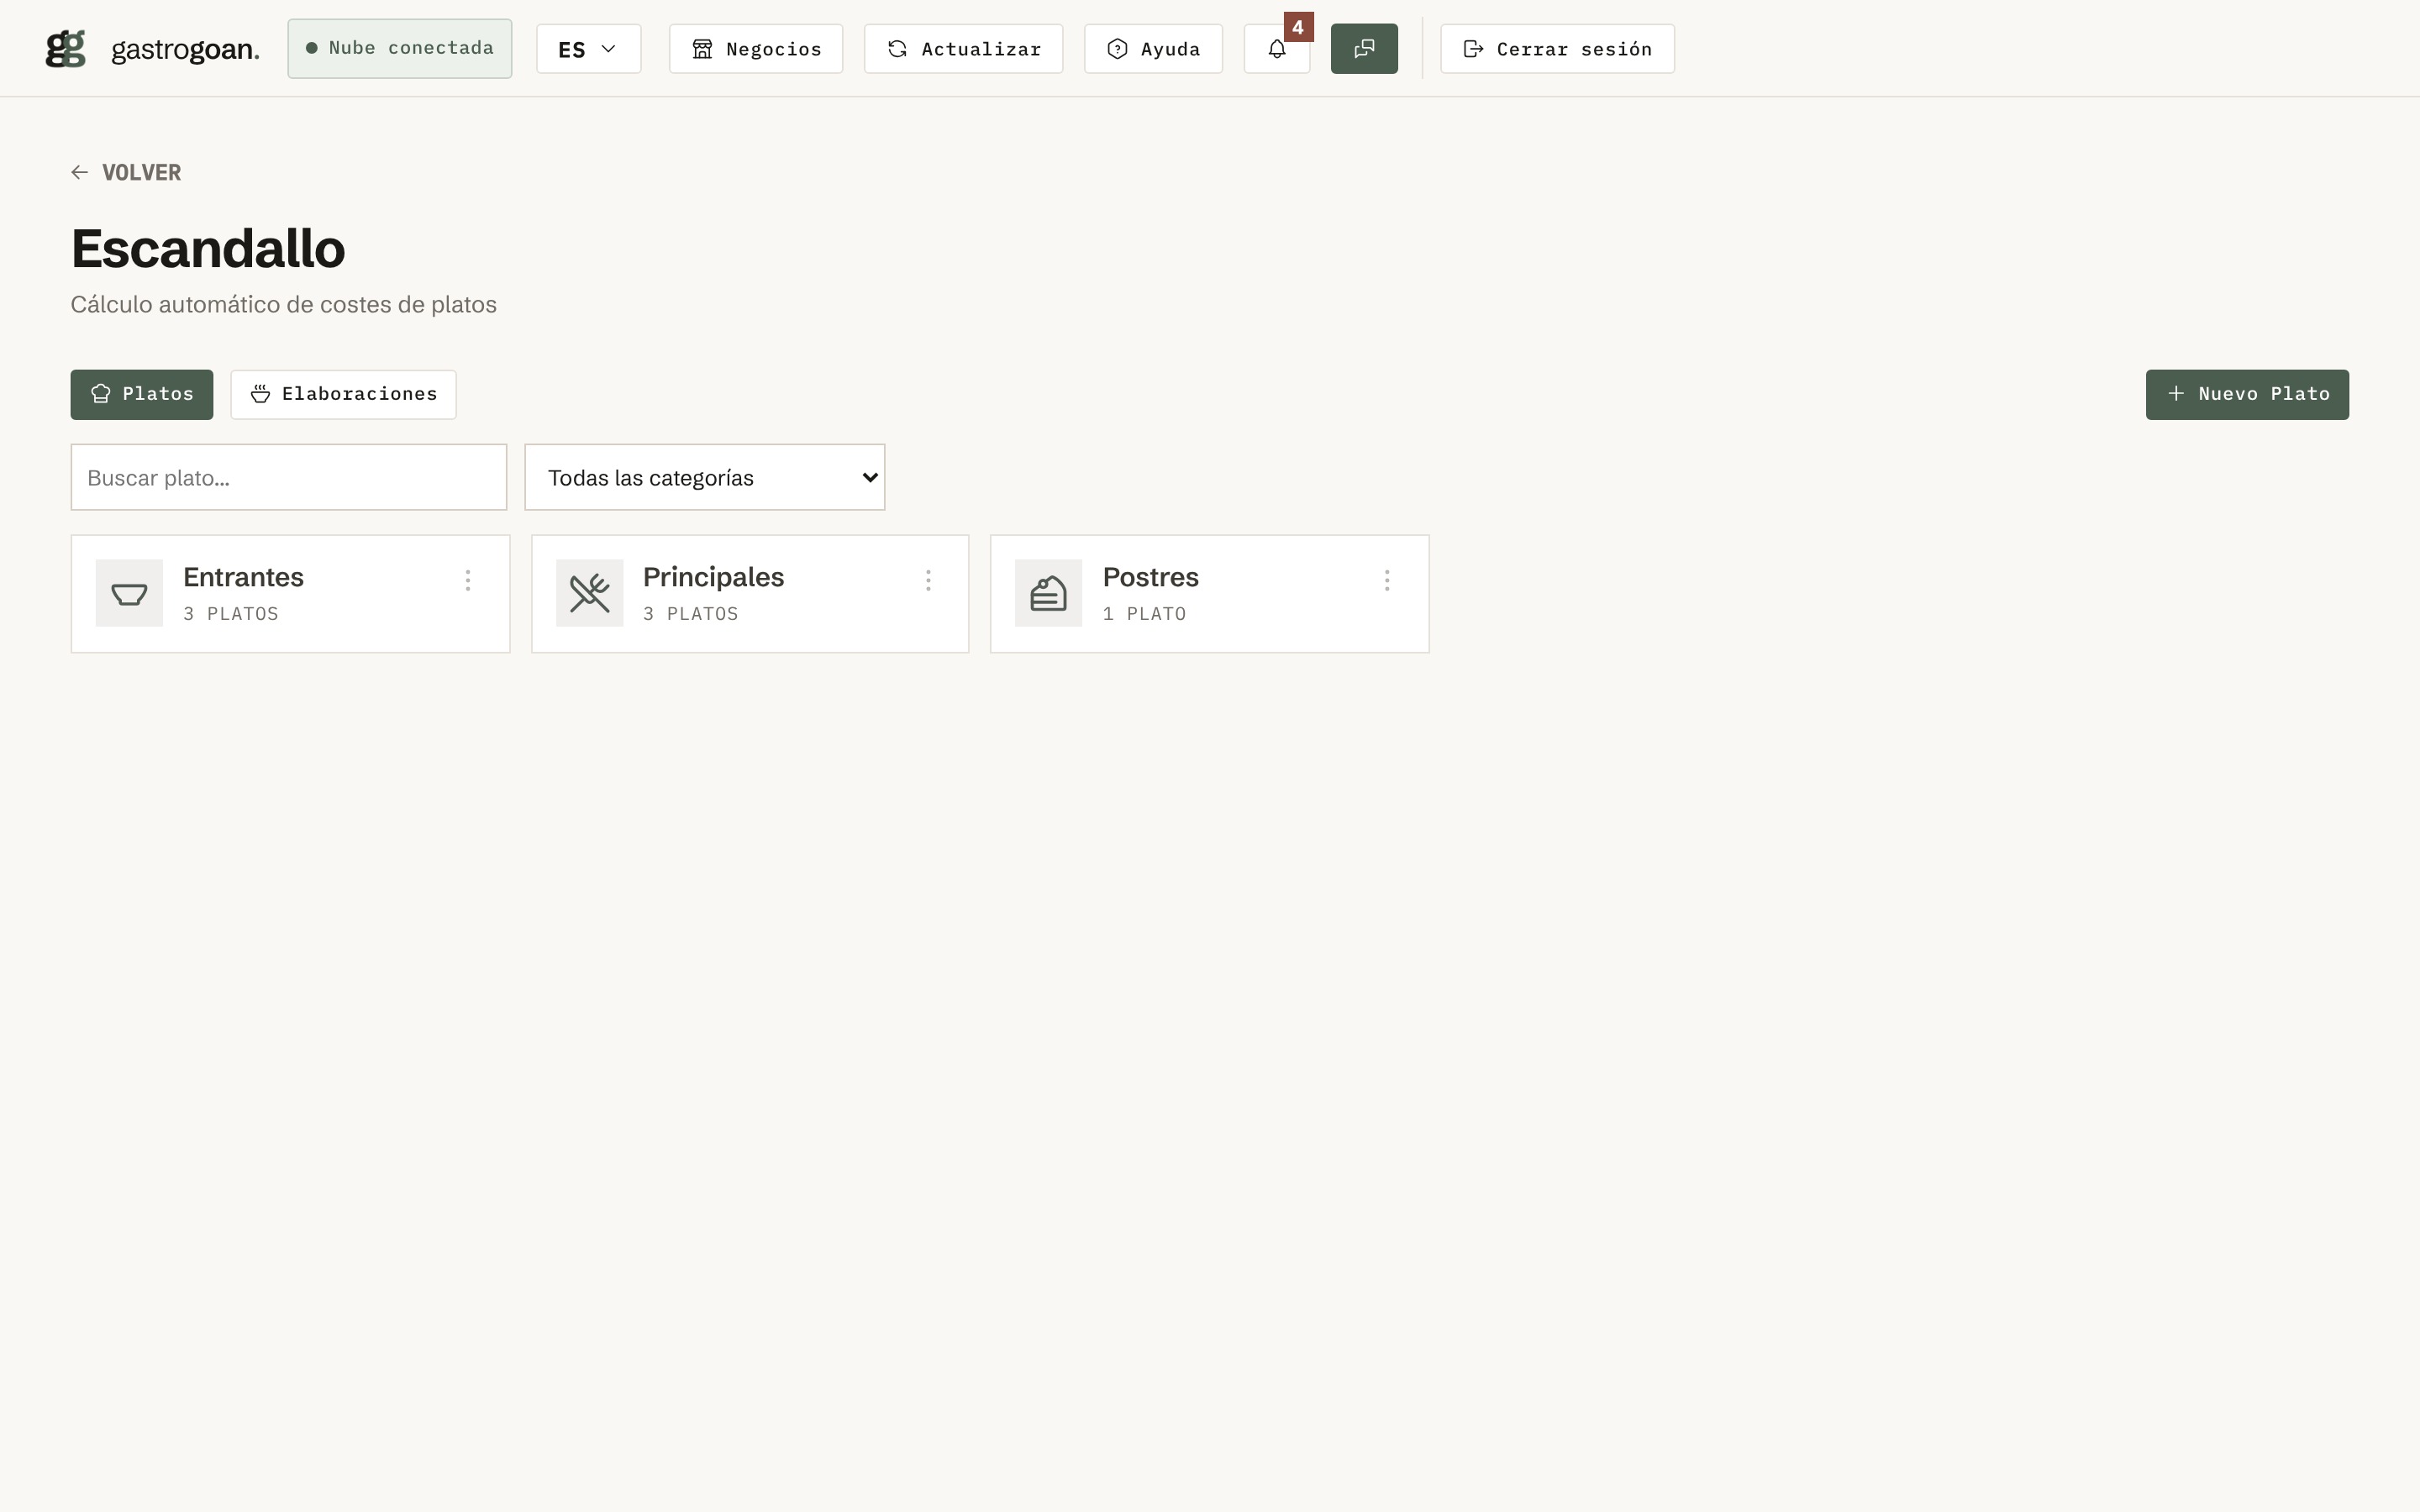 gg gastrogoan.
Nube conectada
ES
Negocios
Actualizar
Ayuda
4
Cerrar sesión
← VOLVER
Escandallo
Cálculo automático de costes de platos
Platos
Elaboraciones
+ Nuevo Plato
Buscar plato...
Todas las categorías
Entrantes
3 PLATOS
Principales
3 PLATOS
Postres
1 PLATO